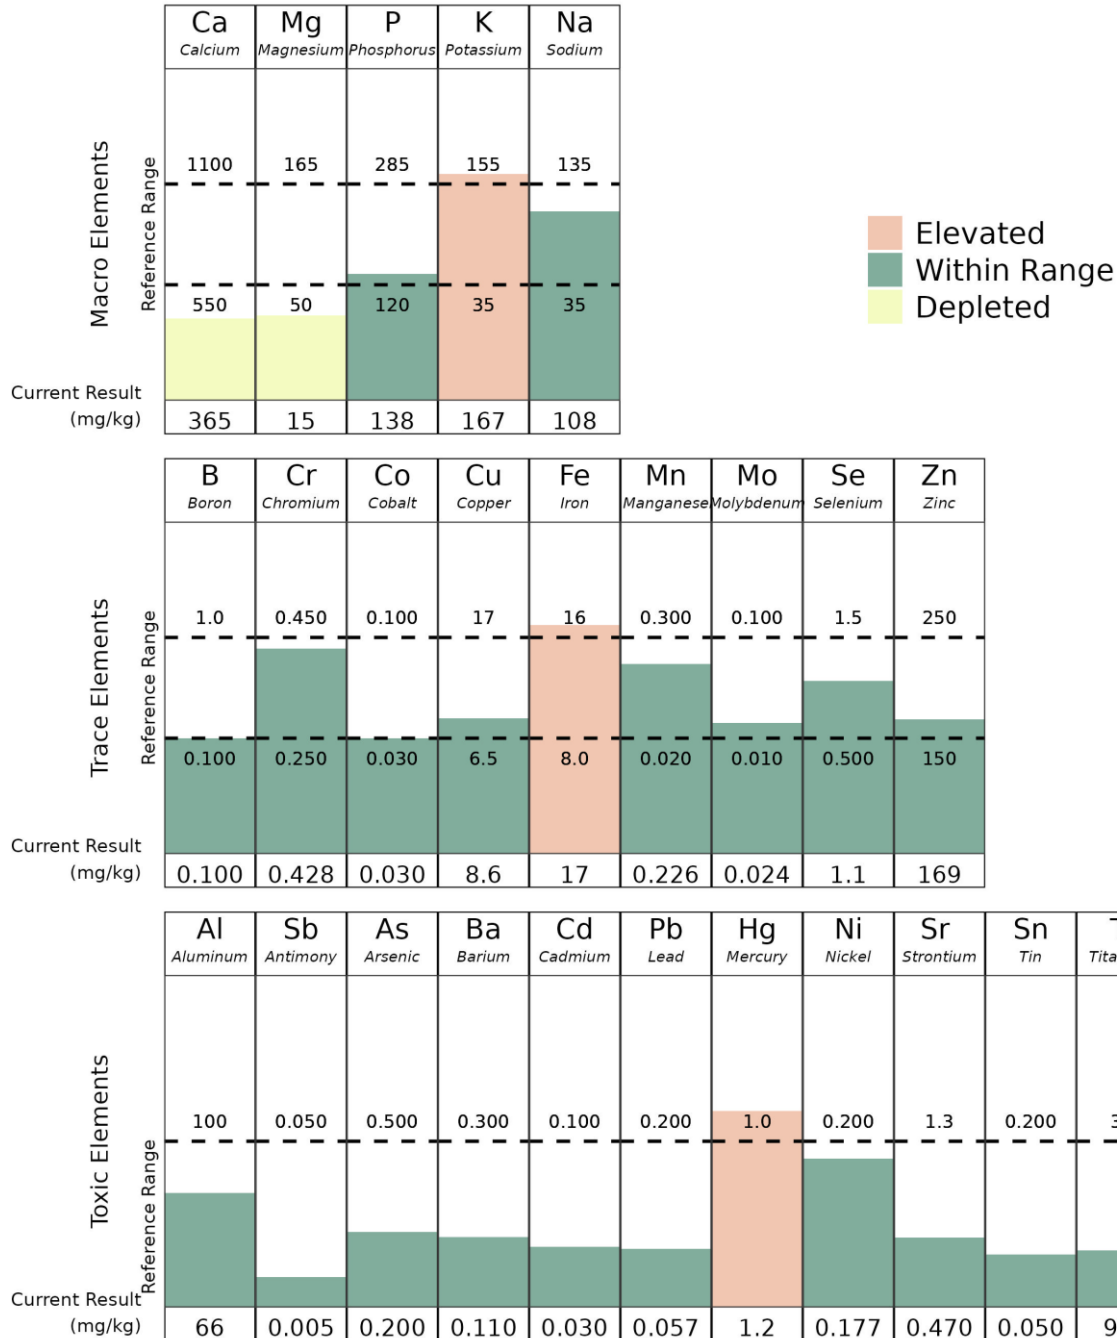 Ca Mg P K Na
Calcium Magnesium Phosphorus Potassium Sodium
Macro Elements
Reference Range
1100 165 285 155 135
550 50 120 35 35
Current Result
(mg/kg)
365 15 138 167 108
Elevated
Within Range
Depleted
B Cr Co Cu Fe Mn Mo Se Zn
Boron Chromium Cobalt Copper Iron Manganese Molybdenum Selenium Zinc
Trace Elements
Reference Range
1.0 0.450 0.100 17 16 0.300 0.100 1.5 250
0.100 0.250 0.030 6.5 8.0 0.020 0.010 0.500 150
Current Result
(mg/kg)
0.100 0.428 0.030 8.6 17 0.226 0.024 1.1 169
Al Sb As Ba Cd Pb Hg Ni Sr Sn
Aluminum Antimony Arsenic Barium Cadmium Lead Mercury Nickel Strontium Tin
Toxic Elements
Reference Range
100 0.050 0.500 0.300 0.100 0.200 1.0 0.200 1.3 0.200
Current Result
(mg/kg)
66 0.005 0.200 0.110 0.030 0.057 1.2 0.177 0.470 0.050